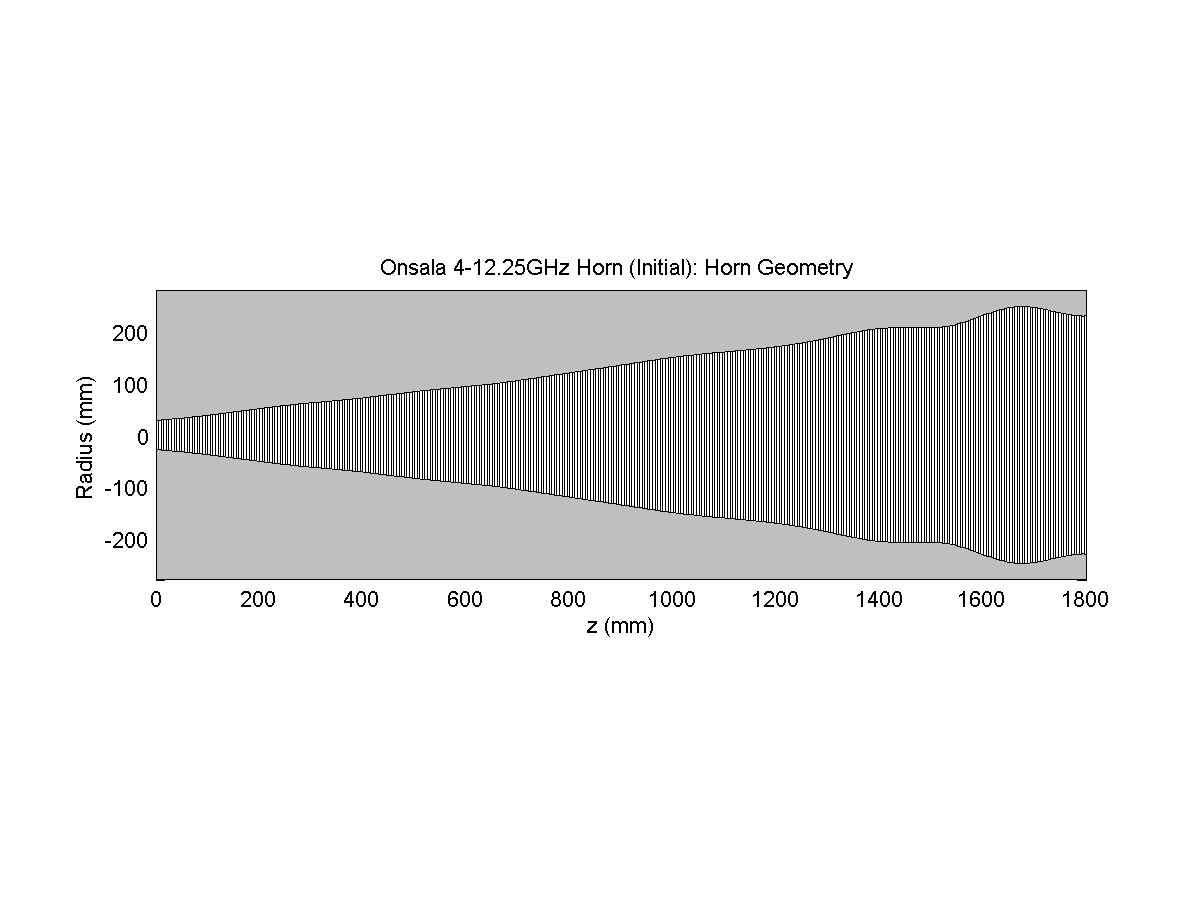 Onsala 4-12.25GHz Horn (Initial): Horn Geometry
200
100
0
-100
-200
Radius (mm)
0 200 400 600 800 1000 1200 1400 1600 1800
z (mm)